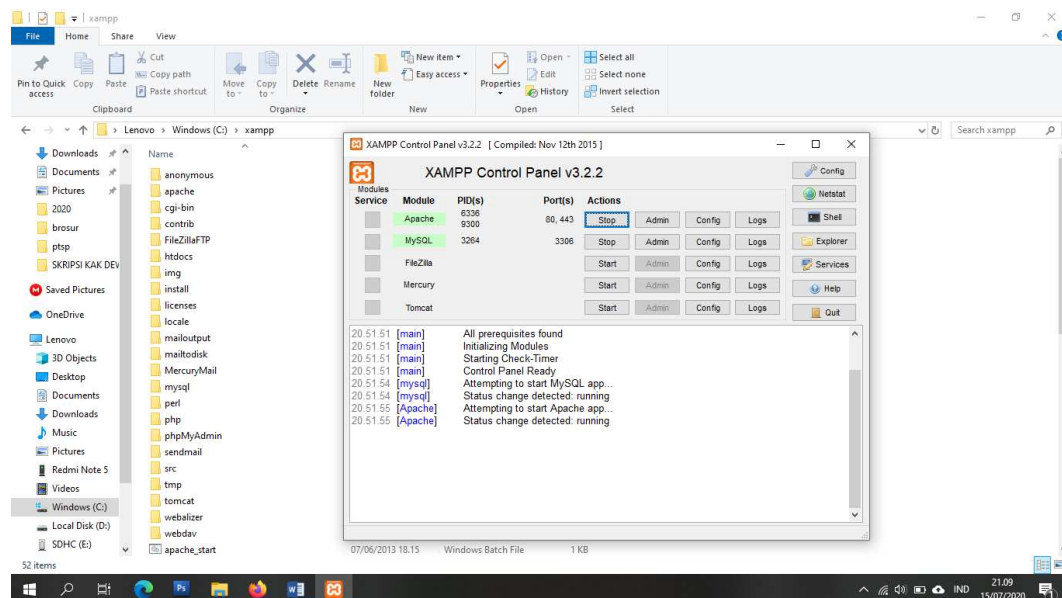 xampp
File Home Share View
Pin to Quick access
Copy
Paste
Cut
Copy path
Paste shortcut
Clipboard
Move to
Copy to
Delete
Rename
Organize
New folder
New item
Easy access
New
Properties
Open
Edit
History
Open
Select all
Select none
Invert selection
Select
Lenovo > Windows (C:) > xampp
Search xampp
Downloads
Documents
Pictures
2020
brosur
ptsp
SKRIPSI KAK DEV
Saved Pictures
OneDrive
Lenovo
3D Objects
Desktop
Documents
Downloads
Music
Pictures
Redmi Note 5
Videos
Windows (C:)
Local Disk (D:)
SDHC (E:)
Name
anonymous
apache
cgi-bin
contrib
FileZillaFTP
htdocs
img
install
licenses
locale
mailoutput
mailtodisk
MercuryMail
mysql
perl
php
phpMyAdmin
sendmail
src
tmp
tomcat
webalizer
webdav
apache_start 07/06/2013 18.15 Windows Batch File 1 KB
XAMPP Control Panel v3.2.2 [ Compiled: Nov 12th 2015 ]
XAMPP Control Panel v3.2.2
Modules
Service Module PID(s) Port(s) Actions
Apache 6336 9300 80, 443 Stop Admin Config Logs
MySQL 3264 3306 Stop Admin Config Logs
FileZilla Start Admin Config Logs
Mercury Start Admin Config Logs
Tomcat Start Admin Config Logs
Config
Netstat
Shell
Explorer
Services
Help
Quit
20.51.51 [main] All prerequisites found
20.51.51 [main] Initializing Modules
20.51.51 [main] Starting Check-Timer
20.51.51 [main] Control Panel Ready
20.51.54 [mysql] Attempting to start MySQL app...
20.51.54 [mysql] Status change detected: running
20.51.55 [Apache] Attempting to start Apache app...
20.51.55 [Apache] Status change detected: running
52 items
Ps
W
IND
21.09
15/07/2020